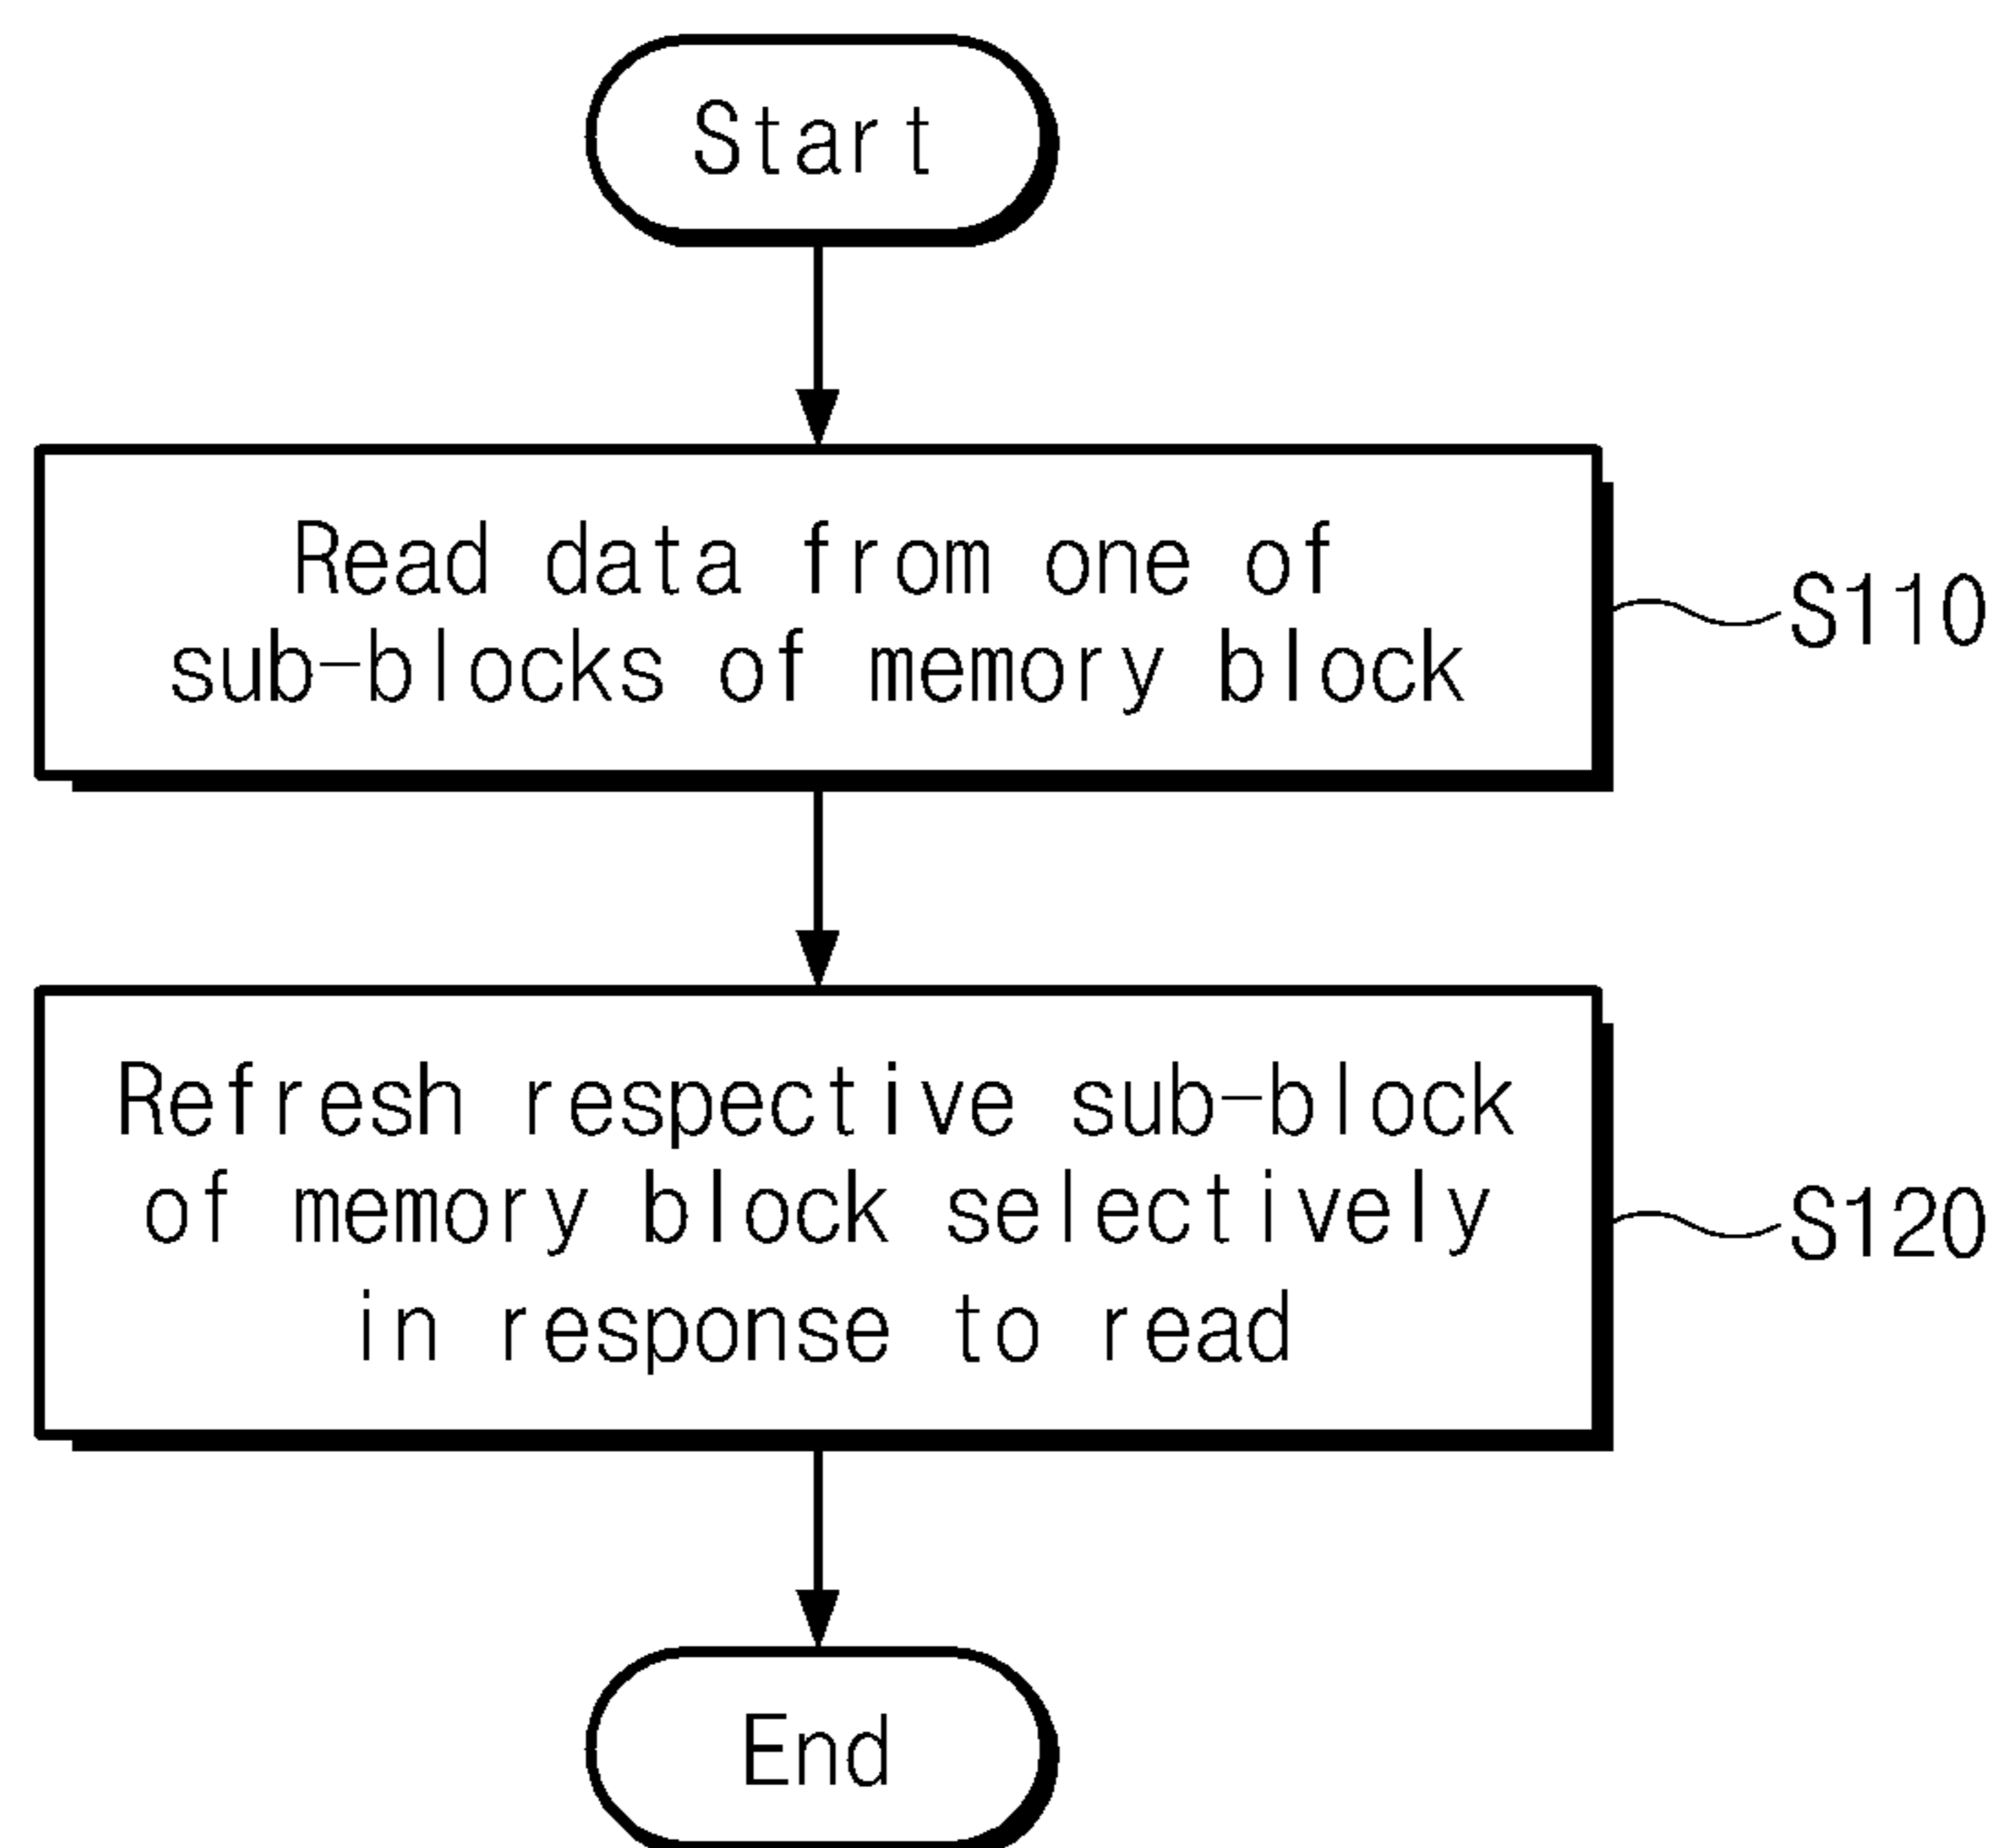 Start
Read data from one of
sub-blocks of memory block
S110
Refresh respective sub-block
of memory block selectively
in response to read
S120
End